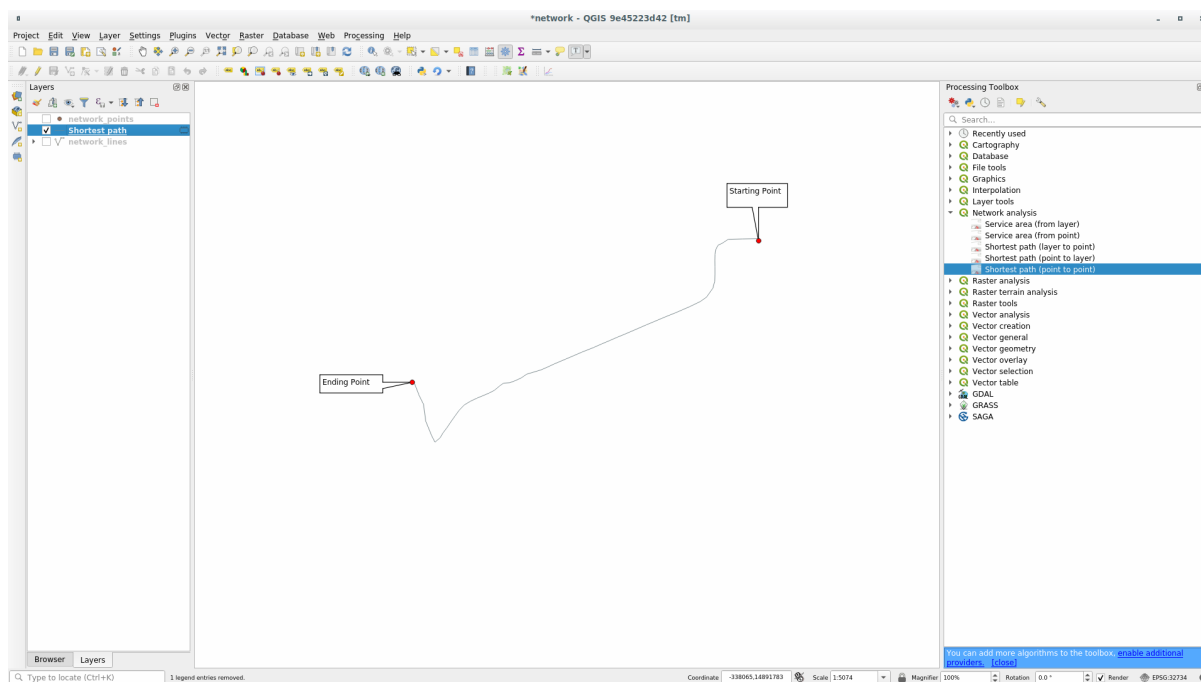 *network - QGIS 9e45223d42 [tm]
Project Edit View Layer Settings Plugins Vector Raster Database Web Processing Help
Layers
network_points
Shortest path
network_lines
Starting Point
Ending Point
Processing Toolbox
Search...
Recently used
Cartography
Database
File tools
Graphics
Interpolation
Layer tools
Network analysis
Service area (from layer)
Service area (from point)
Shortest path (layer to point)
Shortest path (point to layer)
Shortest path (point to point)
Raster analysis
Raster terrain analysis
Raster tools
Vector analysis
Vector creation
Vector general
Vector geometry
Vector overlay
Vector selection
Vector table
GDAL
GRASS
SAGA
You can add more algorithms to the toolbox, enable additional
providers. [close]
Browser Layers
Type to locate (Ctrl+K) 1 legend entries removed. Coordinate -338065,14891783 Scale 1:5074 Magnifier 100% Rotation 0.0 ° Render EPSG:32734